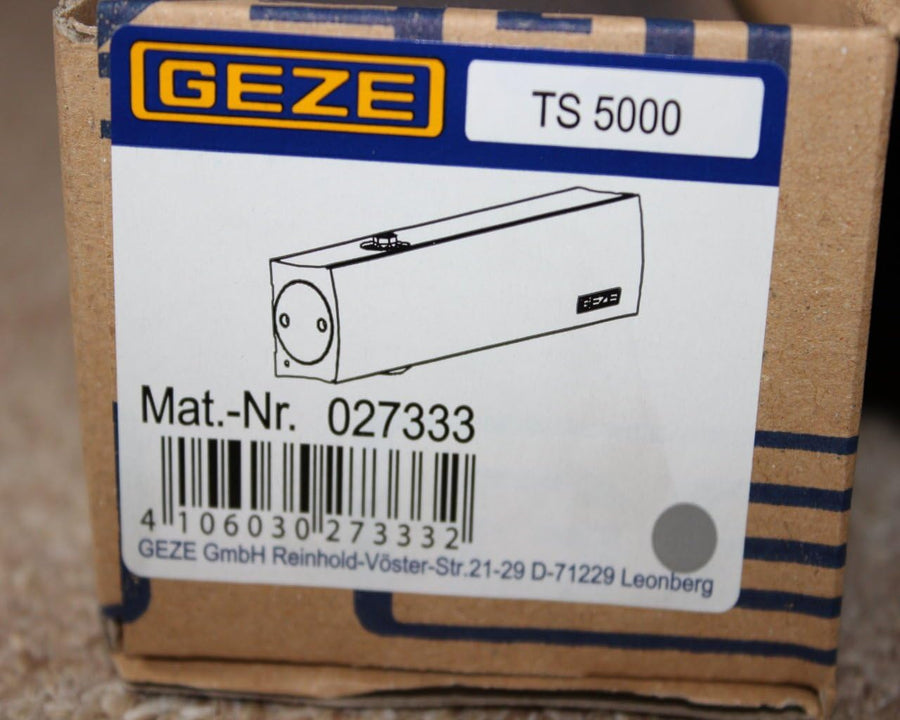 GEZE
TS 5000
GEZE
Mat.-Nr. 027333
4 106030 273332
GEZE GmbH Reinhold-Vöster-Str.21-29 D-71229 Leonberg